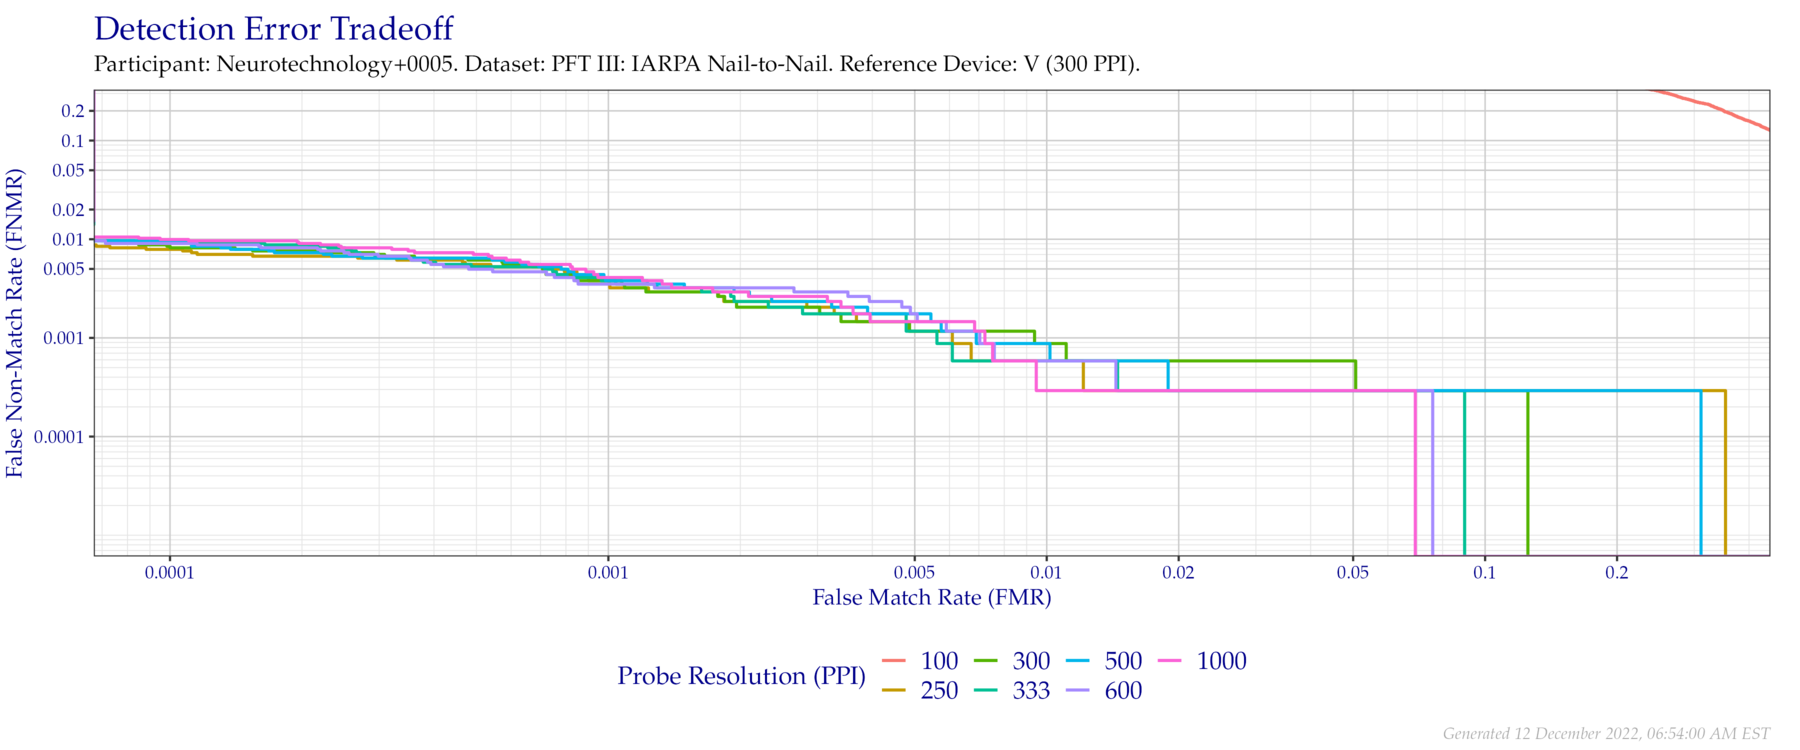 Detection Error Tradeoff
Participant: Neurotechnology+0005. Dataset: PFT III: IARPA Nail-to-Nail. Reference Device: V (300 PPI).
False Non-Match Rate (FNMR)
0.2
0.1
0.05
0.02
0.01
0.005
0.001
0.0001
0.0001 0.001 0.005 0.01 0.02 0.05 0.1 0.2
False Match Rate (FMR)
Probe Resolution (PPI)
100 300 500 1000
250 333 600
Generated 12 December 2022, 06:54:00 AM EST